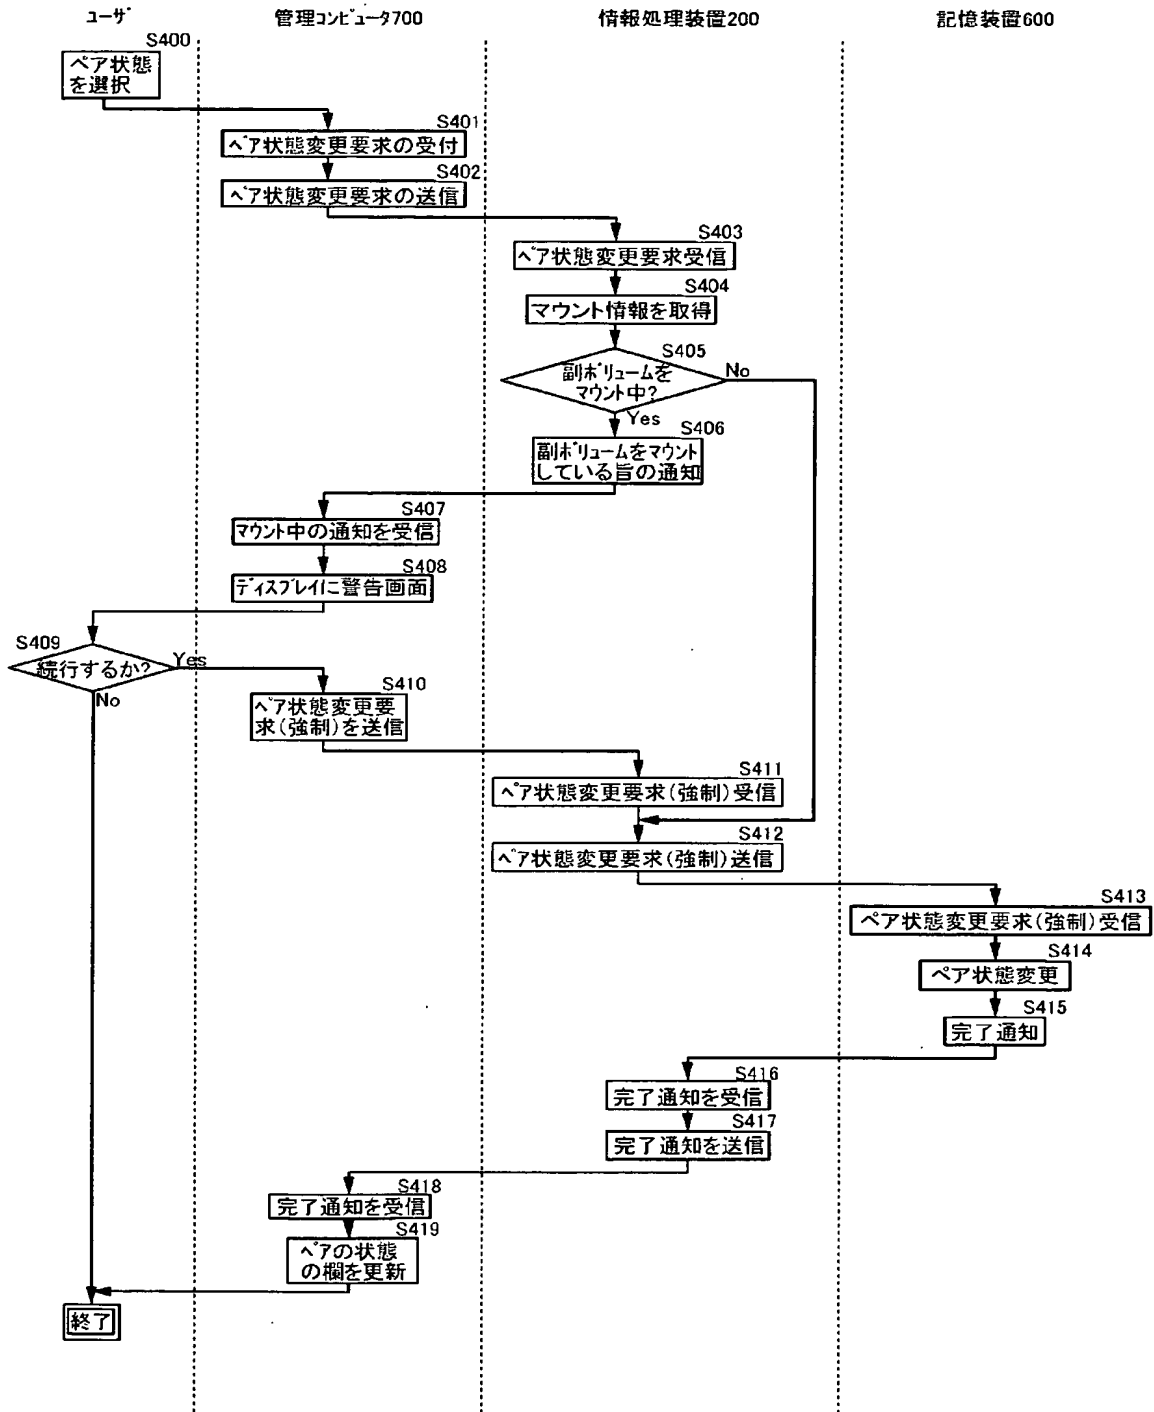 ユーザ
管理コンピュータ700
情報処理装置200
記憶装置600
S400
ペア状態
を選択
S401
ペア状態変更要求の受付
S402
ペア状態変更要求の送信
S403
ペア状態変更要求受信
S404
マウント情報を取得
S405
副ボリュームを
マウント中?
No
Yes
S406
副ボリュームをマウント
している旨の通知
S407
マウント中の通知を受信
S408
ディスプレイに警告画面
S409
続行するか?
Yes
No
S410
ペア状態変更要
求(強制)を送信
S411
ペア状態変更要求(強制)受信
S412
ペア状態変更要求(強制)送信
S413
ペア状態変更要求(強制)受信
S414
ペア状態変更
S415
完了通知
S416
完了通知を受信
S417
完了通知を送信
S418
完了通知を受信
S419
ペアの状態
の欄を更新
終了